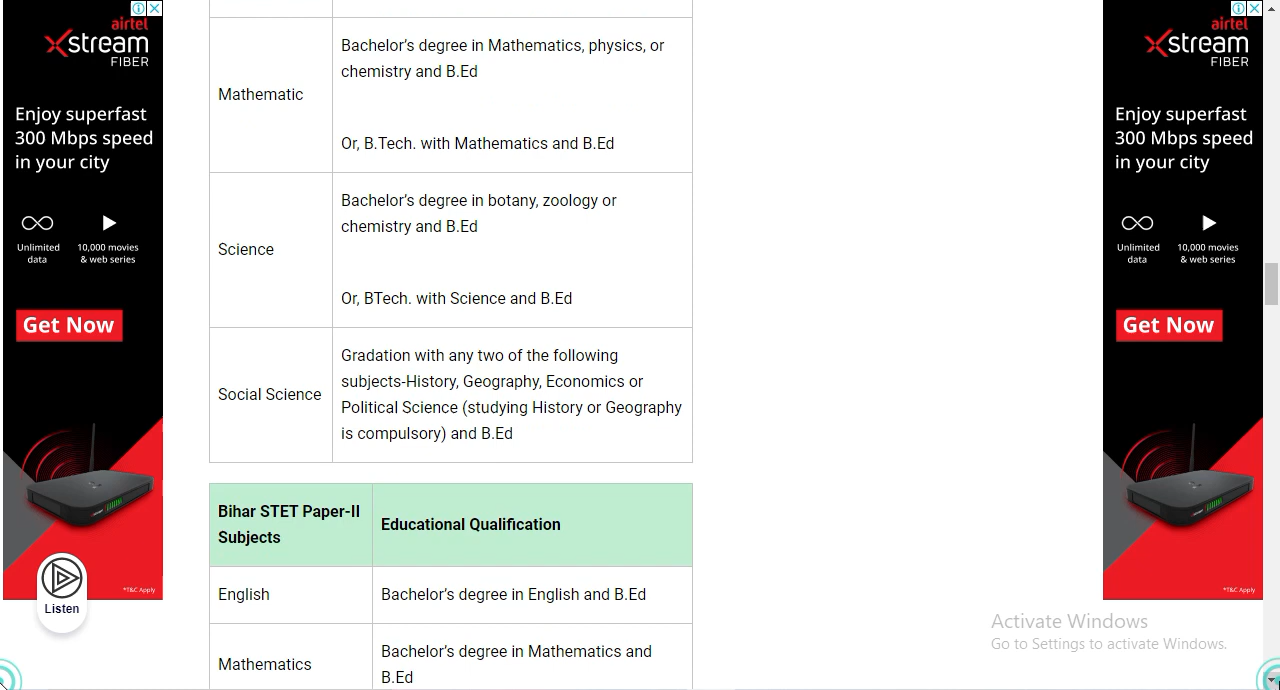 airtel
Xstream
FIBER
Enjoy superfast
300 Mbps speed
in your city
Unlimited
data
10,000 movies
& web series
Get Now
*T&C Apply
Listen
Mathematic
Bachelor’s degree in Mathematics, physics, or
chemistry and B.Ed
Or, B.Tech. with Mathematics and B.Ed
Science
Bachelor’s degree in botany, zoology or
chemistry and B.Ed
Or, BTech. with Science and B.Ed
Social Science
Gradation with any two of the following
subjects-History, Geography, Economics or
Political Science (studying History or Geography
is compulsory) and B.Ed
Bihar STET Paper-II
Subjects
Educational Qualification
English
Bachelor’s degree in English and B.Ed
Mathematics
Bachelor’s degree in Mathematics and
B.Ed
airtel
Xstream
FIBER
Enjoy superfast
300 Mbps speed
in your city
Unlimited
data
10,000 movies
& web series
Get Now
*T&C Apply
Activate Windows
Go to Settings to activate Windows.